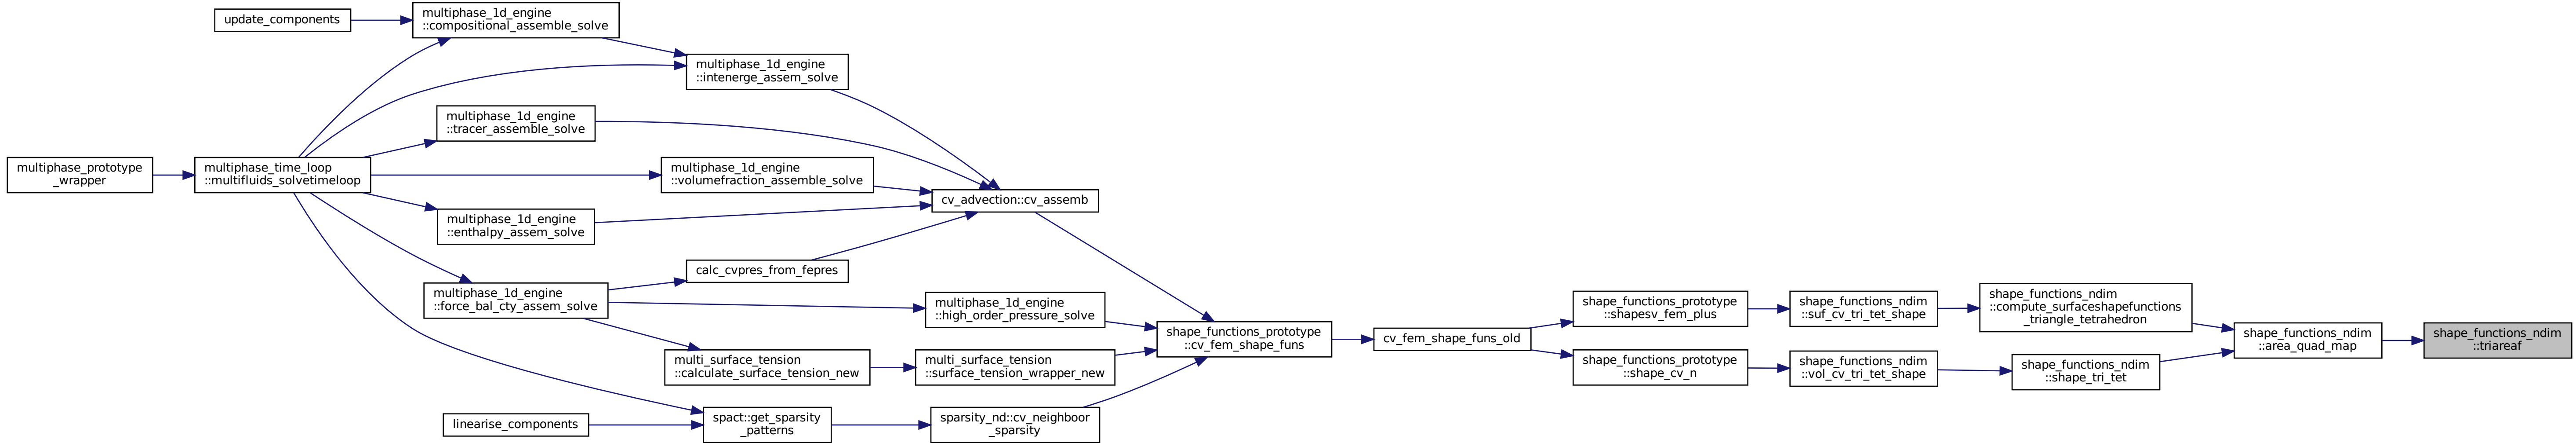 update_components
multiphase_1d_engine
::compositional_assemble_solve
multiphase_1d_engine
::intenerge_assem_solve
multiphase_1d_engine
::tracer_assemble_solve
multiphase_prototype
_wrapper
multiphase_time_loop
::multifluids_solvetimeloop
multiphase_1d_engine
::volumefraction_assemble_solve
cv_advection::cv_assemb
multiphase_1d_engine
::enthalpy_assem_solve
calc_cvpres_from_fepres
multiphase_1d_engine
::force_bal_cty_assem_solve
multiphase_1d_engine
::high_order_pressure_solve
multi_surface_tension
::calculate_surface_tension_new
multi_surface_tension
::surface_tension_wrapper_new
linearise_components
spact::get_sparsity
_patterns
sparsity_nd::cv_neighboor
_sparsity
shape_functions_prototype
::cv_fem_shape_funs
cv_fem_shape_funs_old
shape_functions_prototype
::shapesv_fem_plus
shape_functions_prototype
::shape_cv_n
shape_functions_ndim
::suf_cv_tri_tet_shape
shape_functions_ndim
::vol_cv_tri_tet_shape
shape_functions_ndim
::compute_surfaceshapefunctions
_triangle_tetrahedron
shape_functions_ndim
::shape_tri_tet
shape_functions_ndim
::area_quad_map
shape_functions_ndim
::triareaf